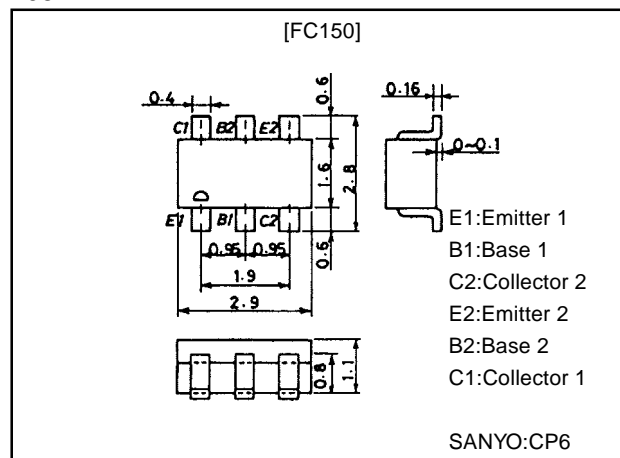 [FC150]
0.4
0.6
0.16
C1 B2 E2
1.6
2.8
0~0.1
E1 B1 C2
0.6
0.95 0.95
1.9
2.9
0.8
1.1
E1:Emitter 1
B1:Base 1
C2:Collector 2
E2:Emitter 2
B2:Base 2
C1:Collector 1
SANYO:CP6